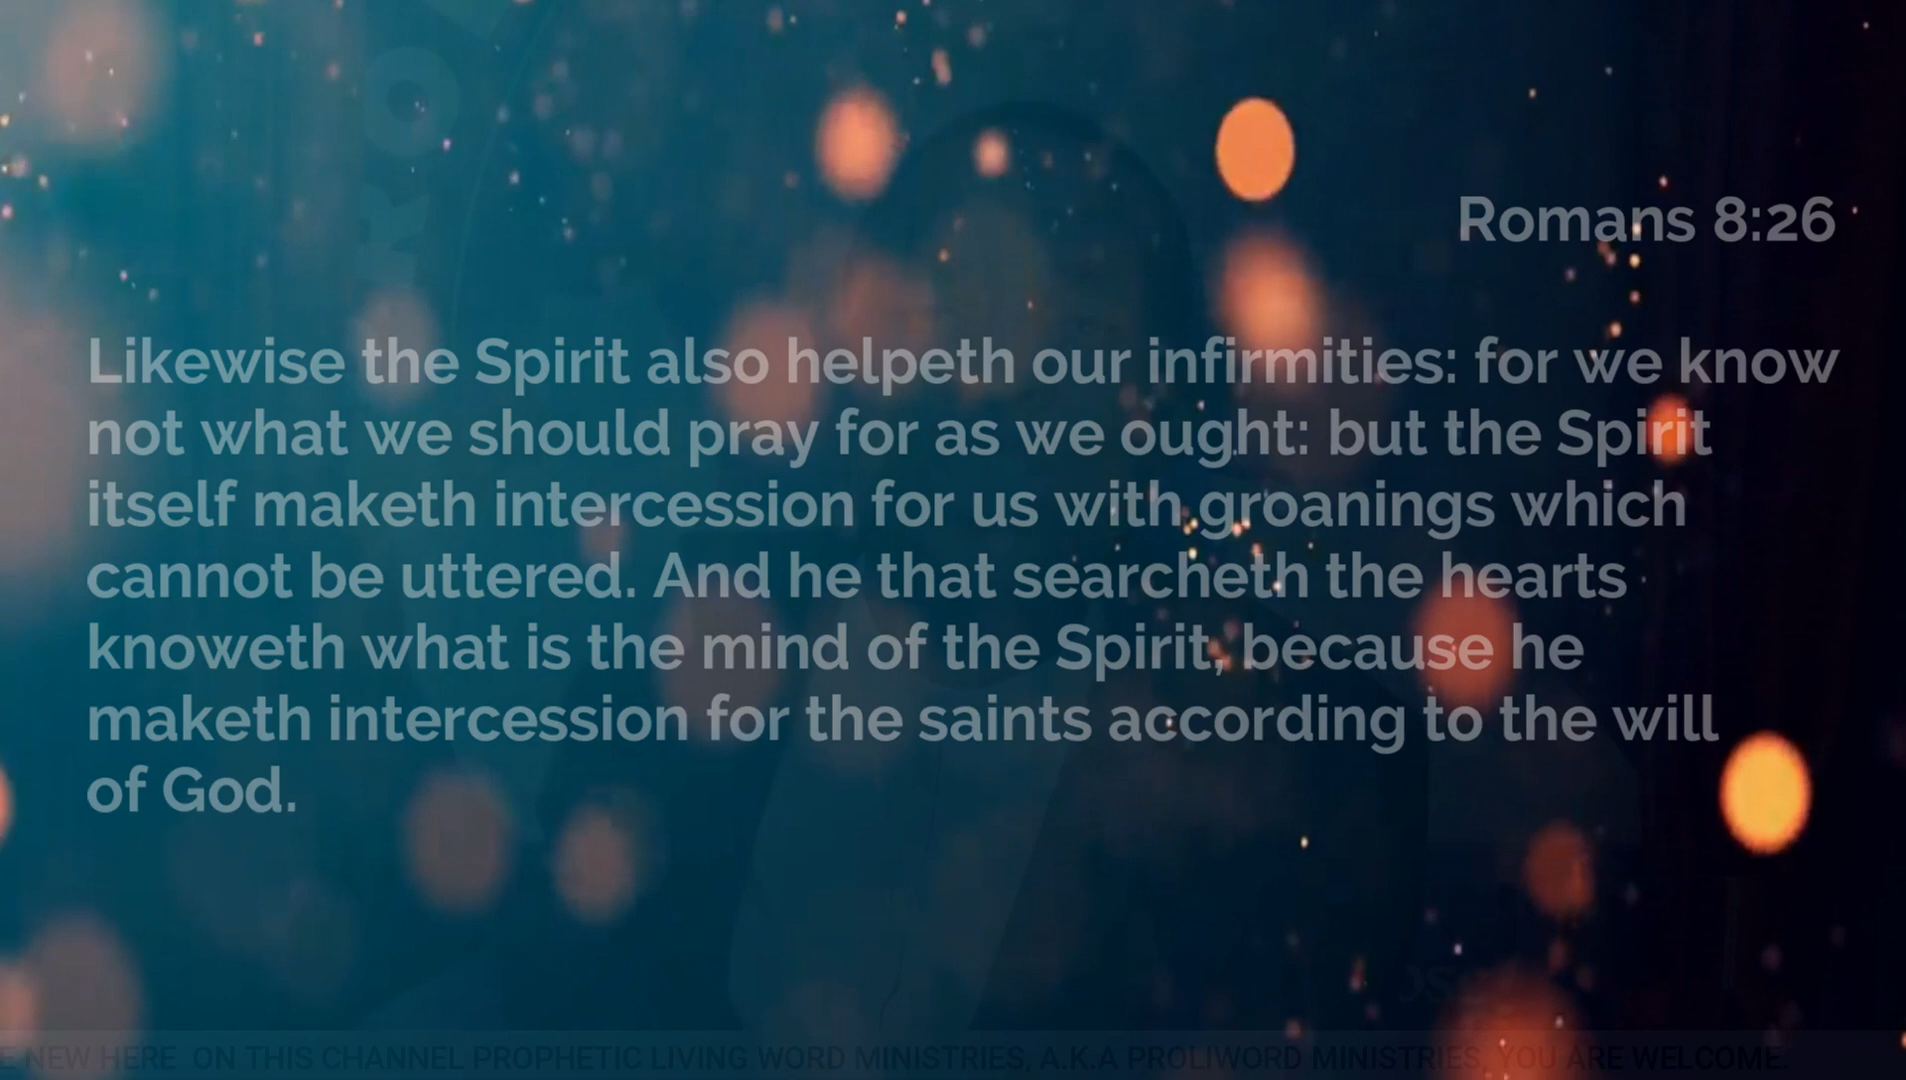 Romans 8:26
Likewise the Spirit also helpeth our infirmities: for we know
not what we should pray for as we ought: but the Spirit
itself maketh intercession for us with groanings which
cannot be uttered. And he that searcheth the hearts
knoweth what is the mind of the Spirit, because he
maketh intercession for the saints according to the will
of God.
E NEW HERE ON THIS CHANNEL PROPHETIC LIVING WORD MINISTRIES, A.K.A PROLIWORD MINISTRIES, YOU ARE WELCOME.